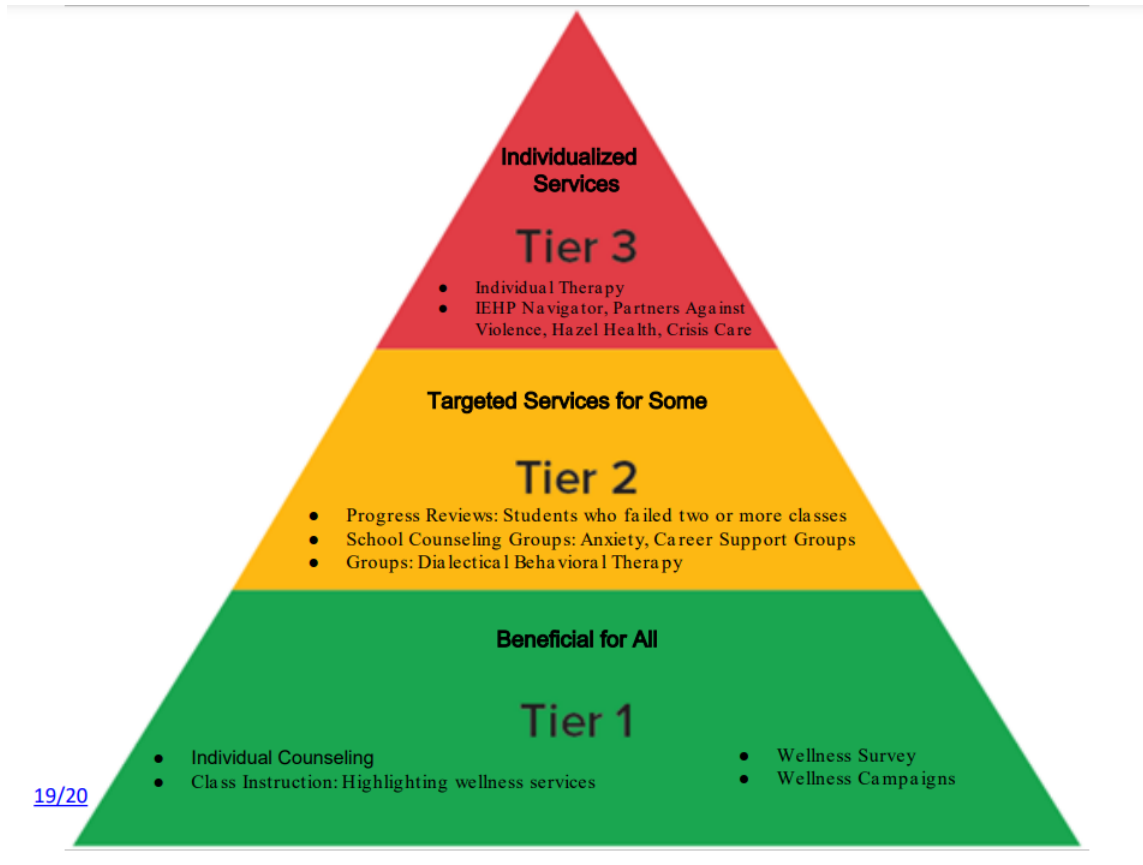 Individualized
Services
Tier 3
● Individual Therapy
● IEHP Navigator, Partners Against
Violence, Hazel Health, Crisis Care
Targeted Services for Some
Tier 2
● Progress Reviews: Students who failed two or more classes
● School Counseling Groups: Anxiety, Career Support Groups
● Groups: Dialectical Behavioral Therapy
Beneficial for All
Tier 1
● Individual Counseling
● Class Instruction: Highlighting wellness services
● Wellness Survey
● Wellness Campaigns
19/20